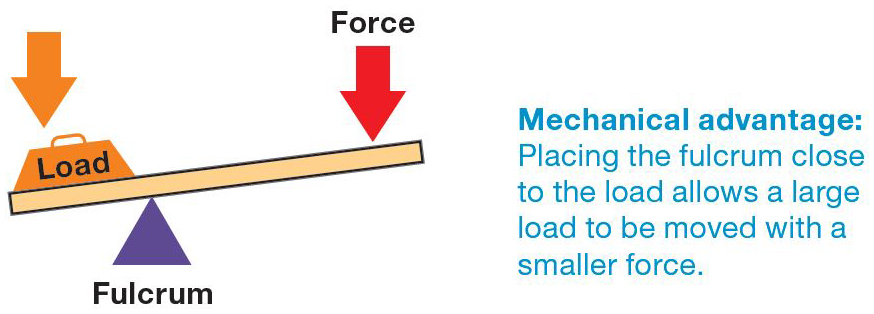 Force
Load
Fulcrum
Mechanical advantage:
Placing the fulcrum close
to the load allows a large
load to be moved with a
smaller force.